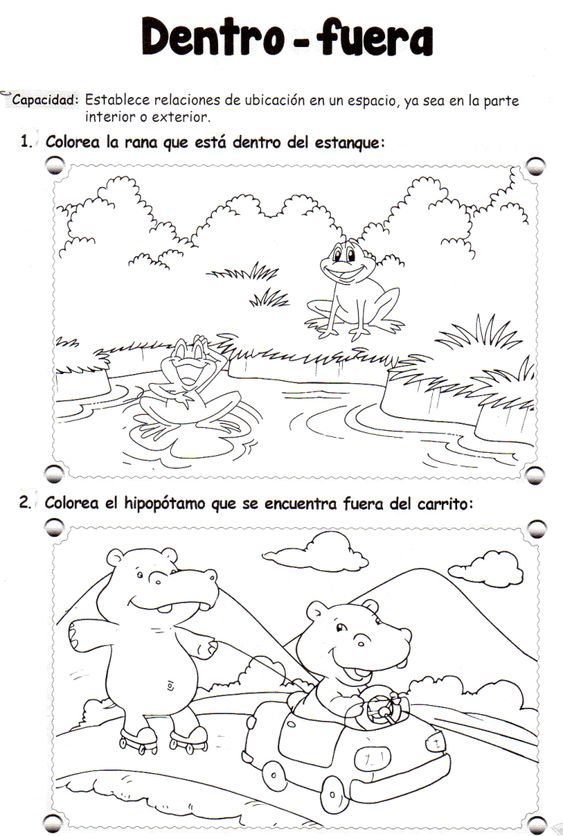 Dentro - fuera
Capacidad: Establece relaciones de ubicación en un espacio, ya sea en la parte
interior o exterior.
1. Colorea la rana que está dentro del estanque:
2. Colorea el hipopótamo que se encuentra fuera del carrito: